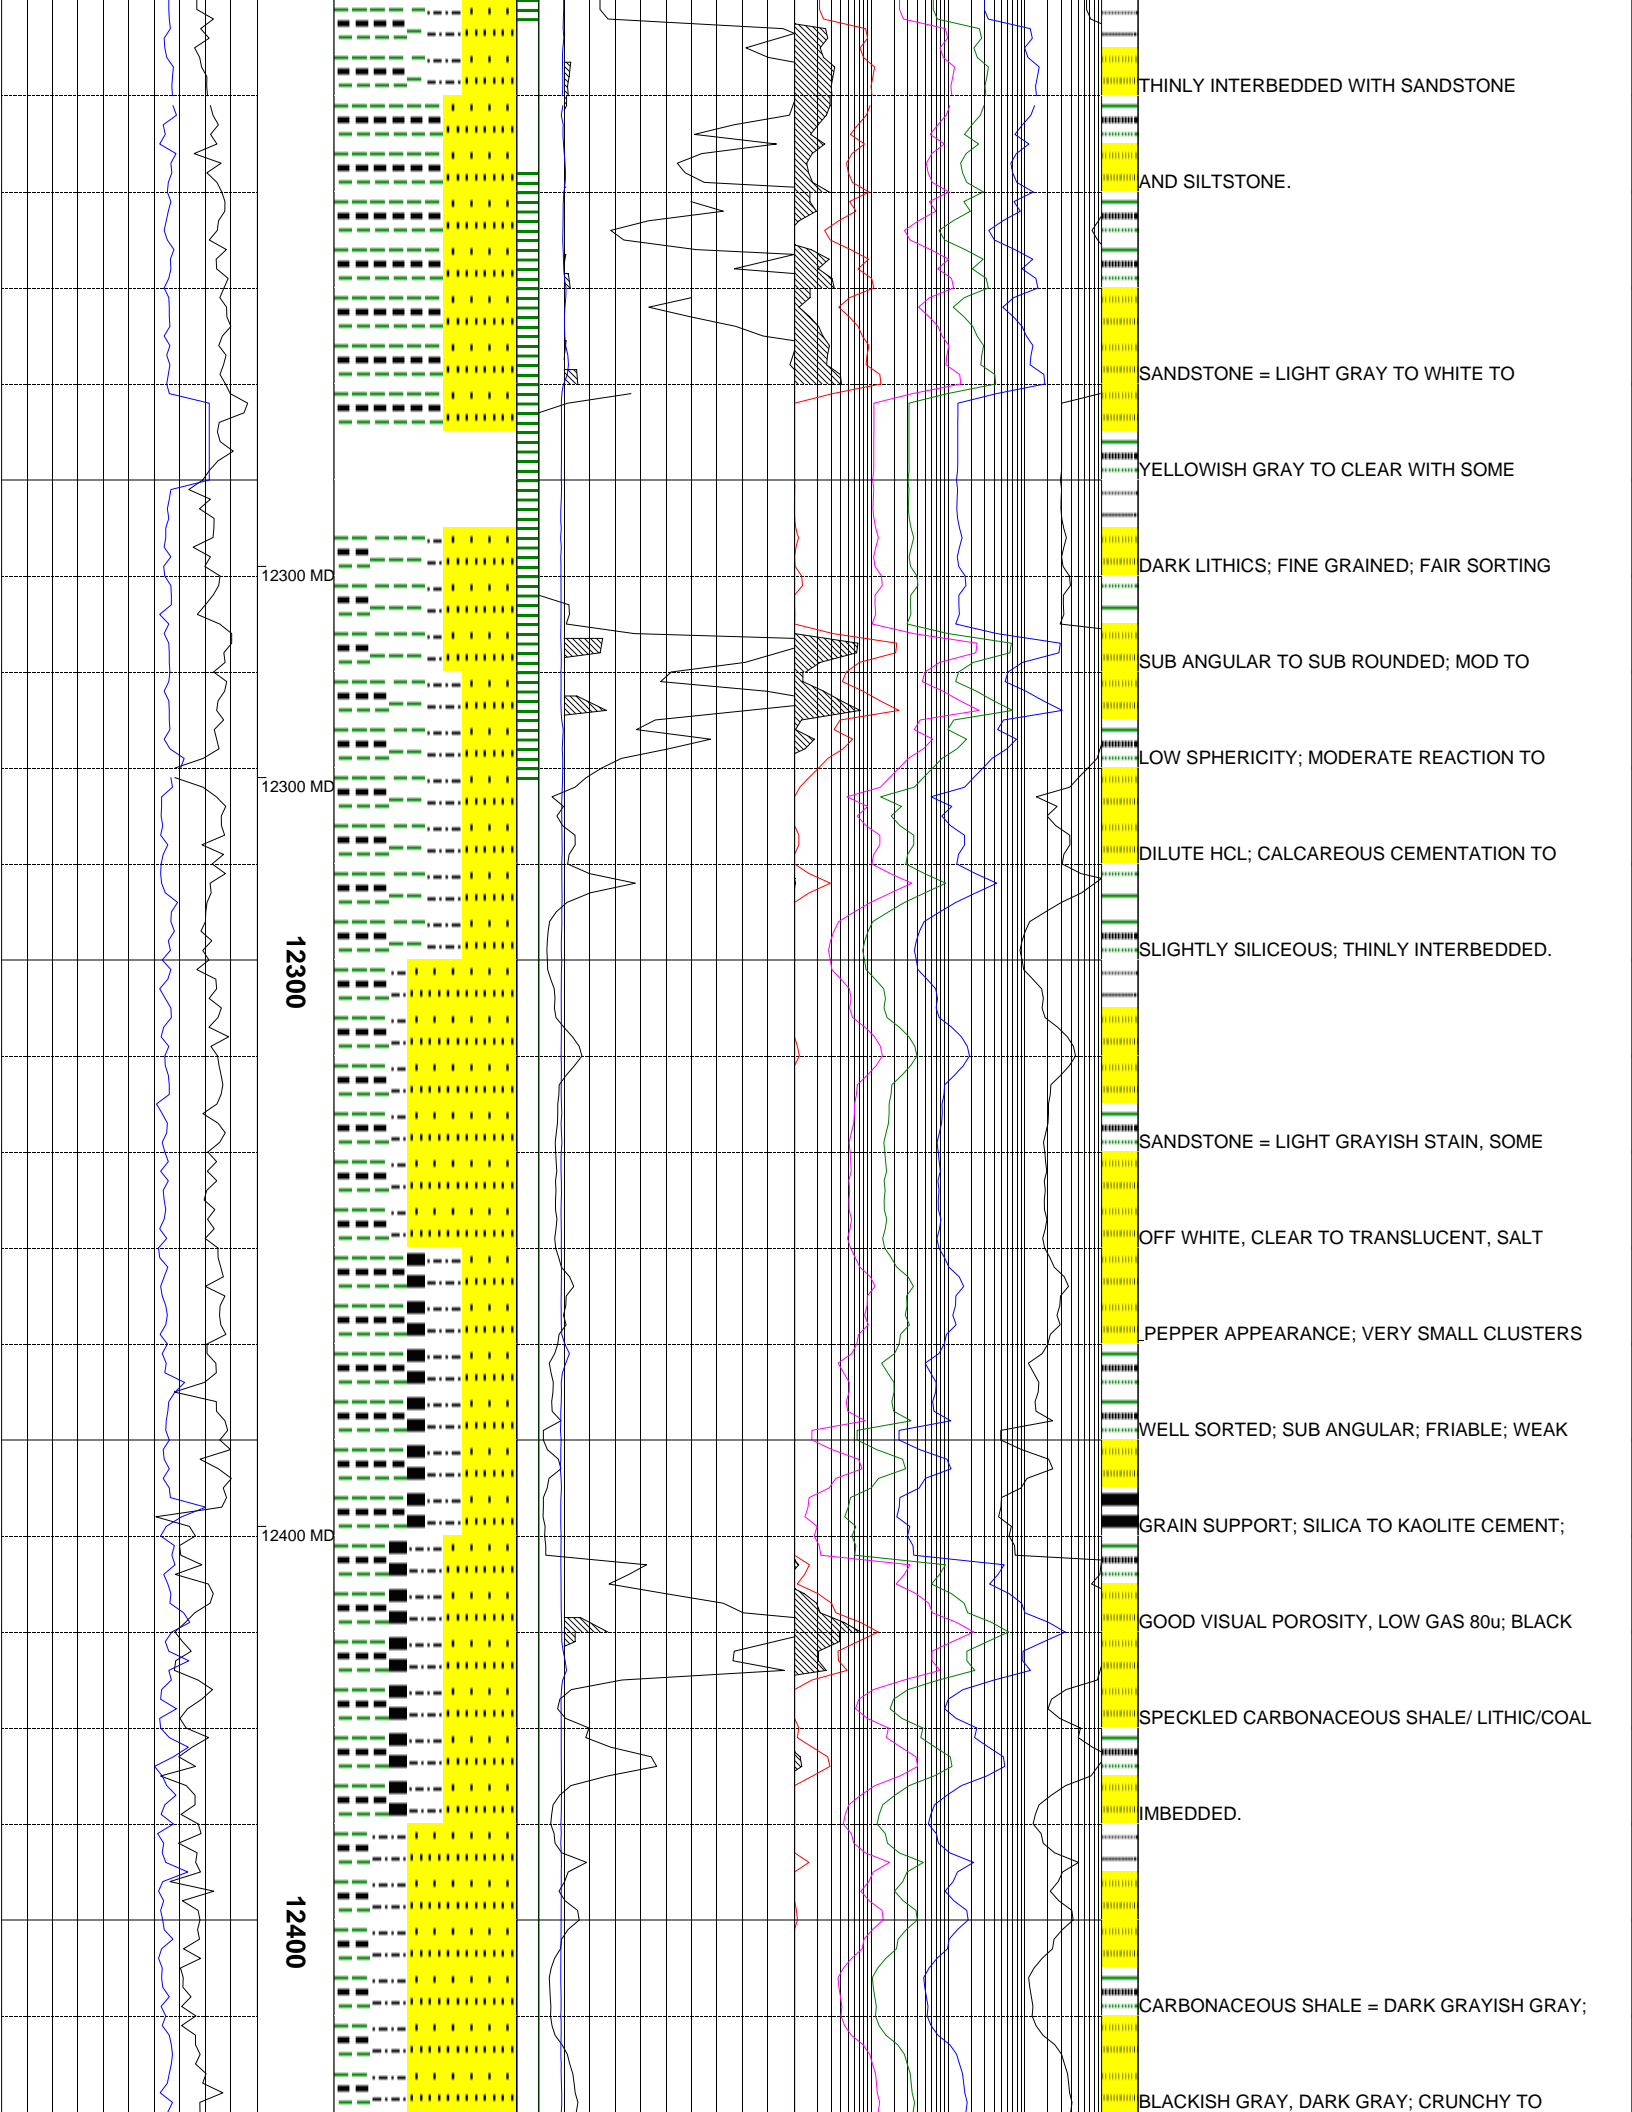 THINLY INTERBEDDED WITH SANDSTONE
AND SILTSTONE.
SANDSTONE = LIGHT GRAY TO WHITE TO
YELLOWISH GRAY TO CLEAR WITH SOME
DARK LITHICS; FINE GRAINED; FAIR SORTING
12300 MD
SUB ANGULAR TO SUB ROUNDED; MOD TO
LOW SPHERICITY; MODERATE REACTION TO
12300 MD
DILUTE HCL; CALCAREOUS CEMENTATION TO
SLIGHTLY SILICEOUS; THINLY INTERBEDDED.
12300
SANDSTONE = LIGHT GRAYISH STAIN, SOME
OFF WHITE, CLEAR TO TRANSLUCENT, SALT
_PEPPER APPEARANCE; VERY SMALL CLUSTERS
WELL SORTED; SUB ANGULAR; FRIABLE; WEAK
GRAIN SUPPORT; SILICA TO KAOLITE CEMENT;
12400 MD
GOOD VISUAL POROSITY, LOW GAS 80u; BLACK
SPECKLED CARBONACEOUS SHALE/ LITHIC/COAL
IMBEDDED.
12400
CARBONACEOUS SHALE = DARK GRAYISH GRAY;
BLACKISH GRAY, DARK GRAY; CRUNCHY TO